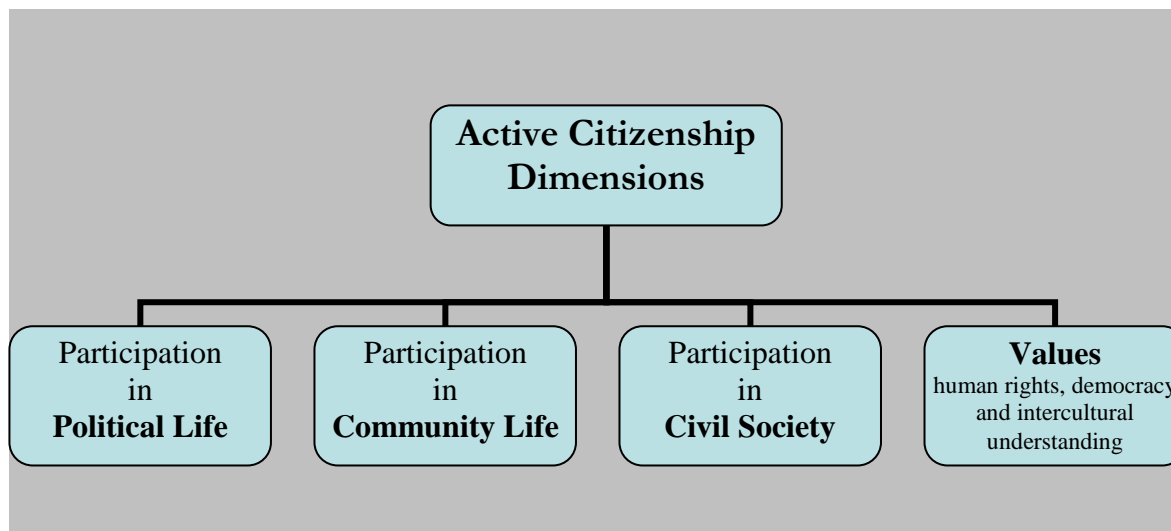 Active Citizenship
Dimensions
Participation
in
Political Life
Participation
in
Community Life
Participation
in
Civil Society
Values
human rights, democracy
and intercultural
understanding